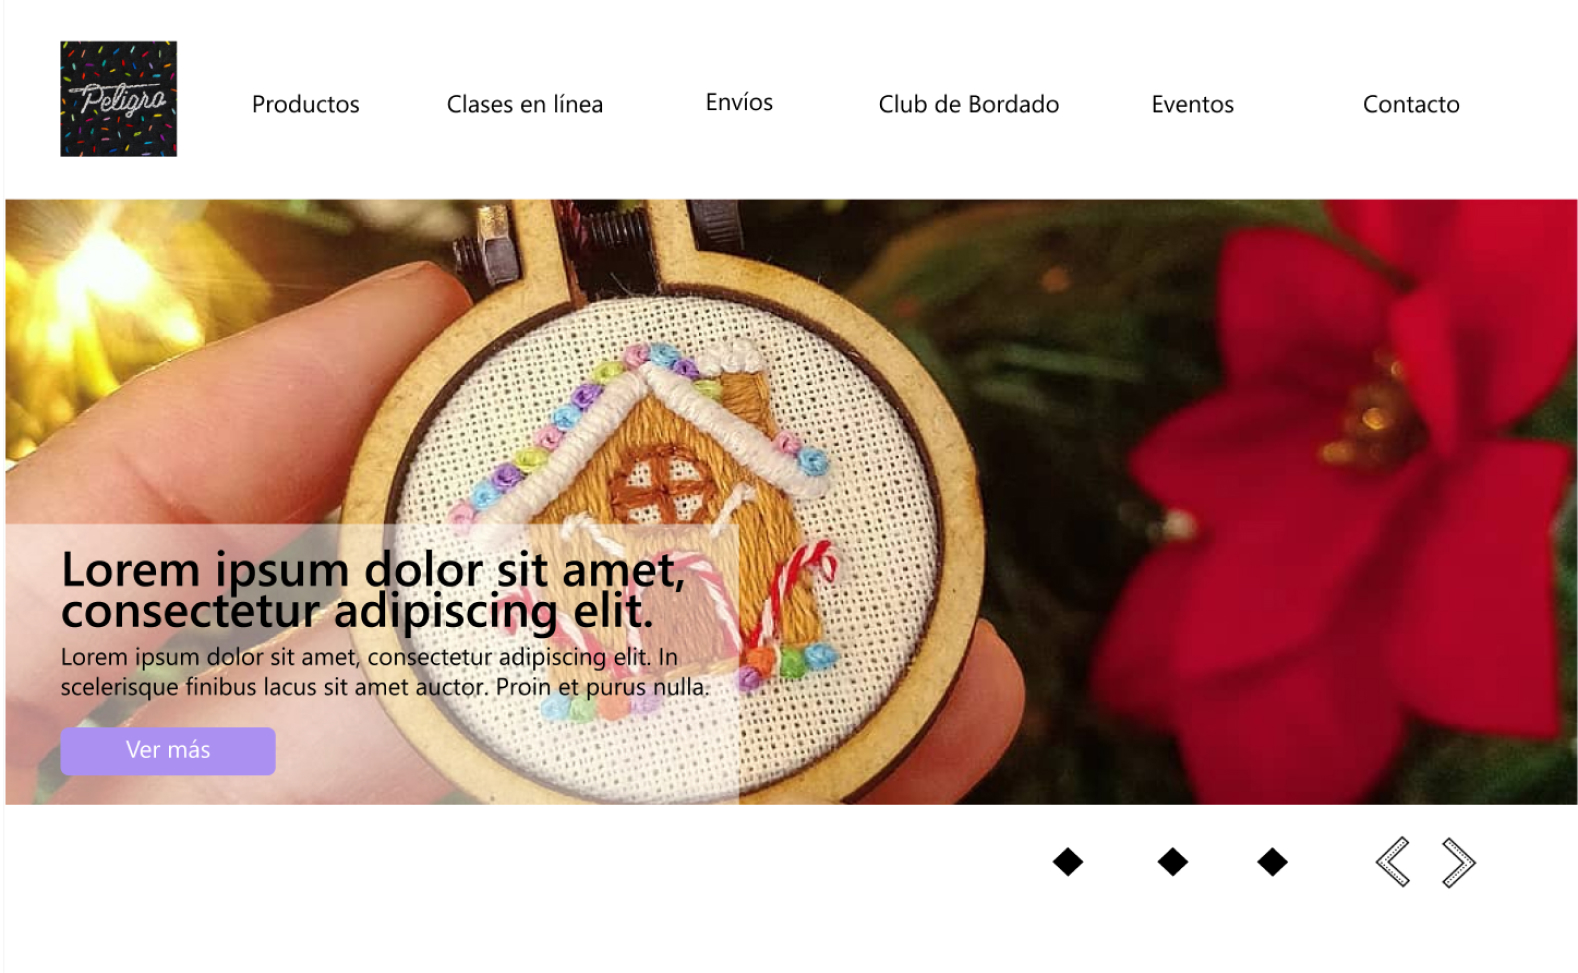 Peligro
Productos
Clases en línea
Envíos
Club de Bordado
Eventos
Contacto
Lorem ipsum dolor sit amet,
consectetur adipiscing elit.
Lorem ipsum dolor sit amet, consectetur adipiscing elit. In
scelerisque finibus lacus sit amet auctor. Proin et purus nulla.
Ver más